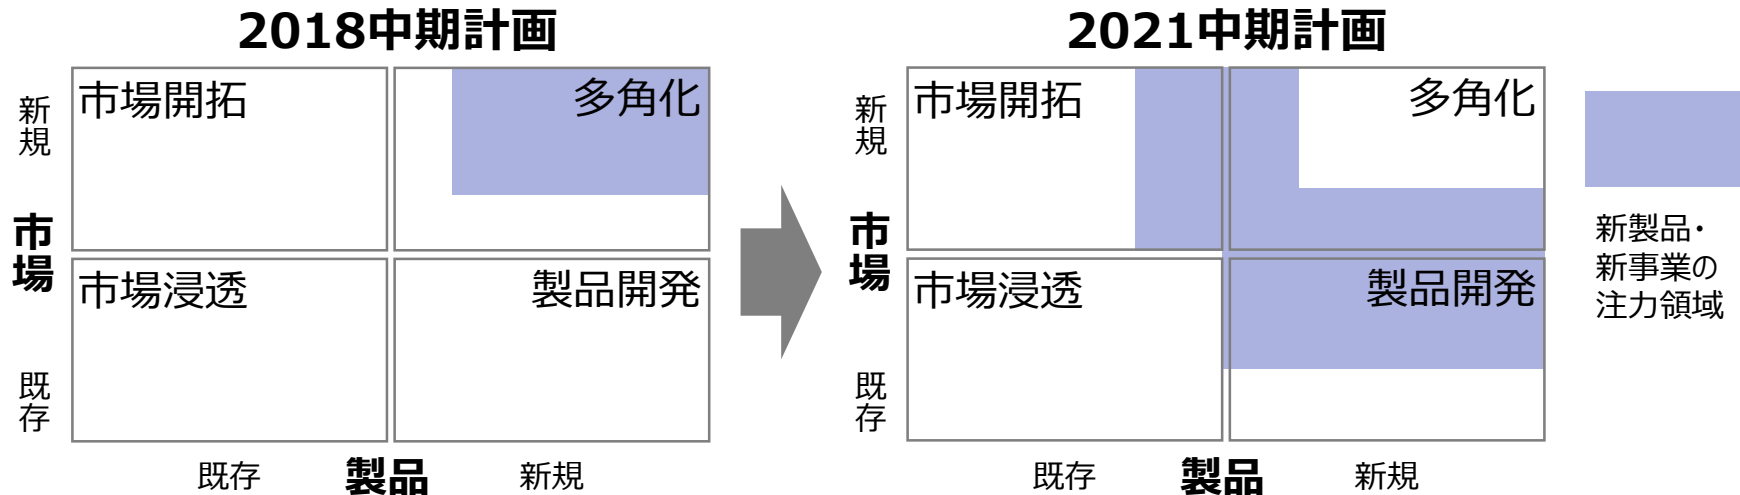 2018中期計画
市場開拓
多角化
新規
市場
市場浸透
製品開発
既存
既存
製品
新規
2021中期計画
市場開拓
多角化
新規
市場
市場浸透
製品開発
既存
既存
製品
新規
新製品・
新事業の
注力領域